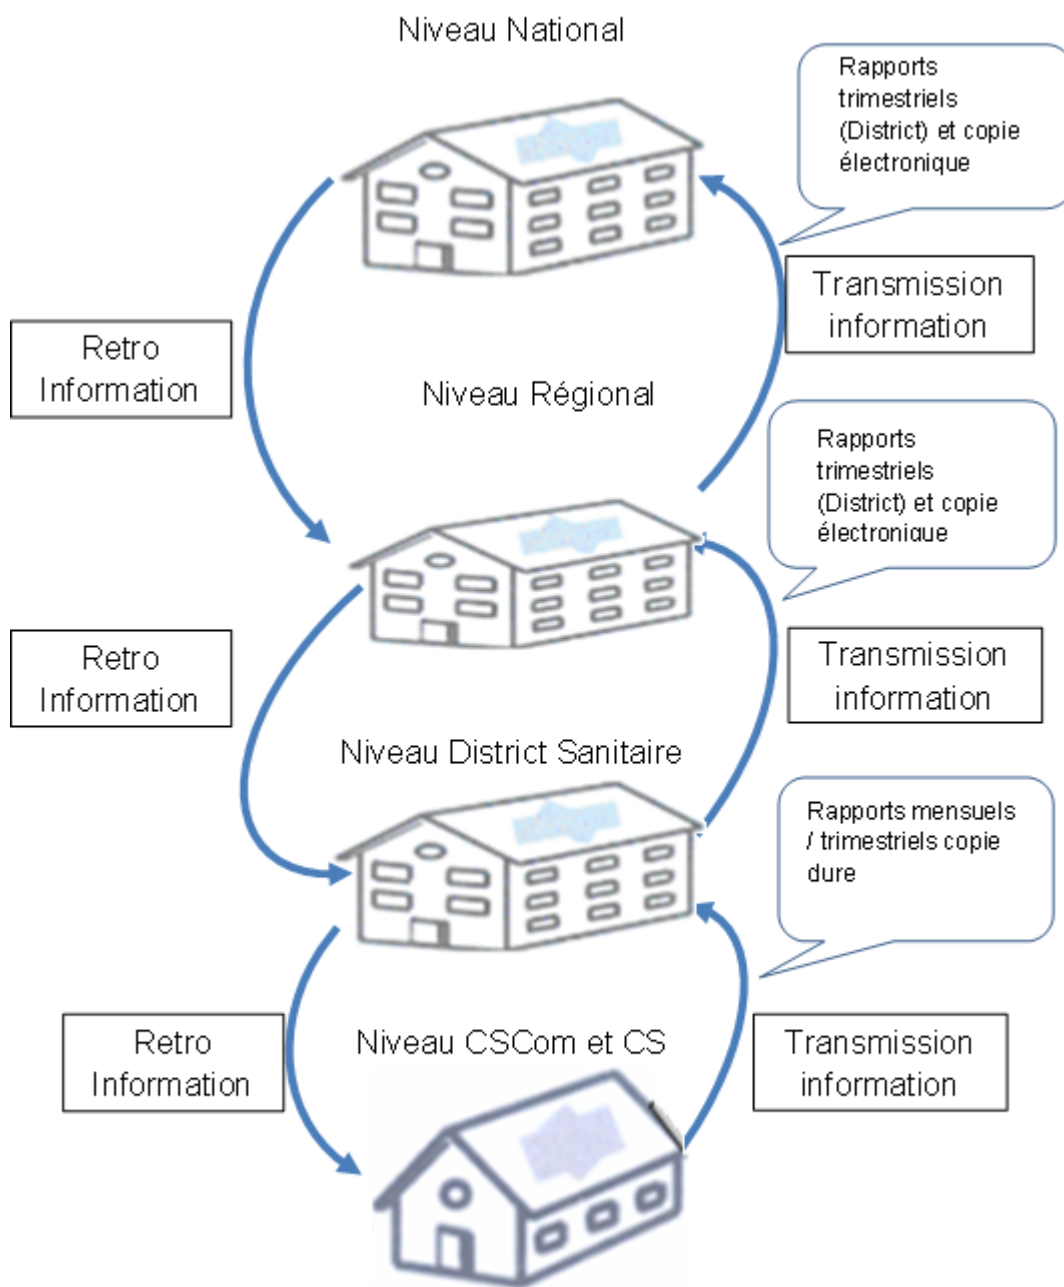 Niveau National
Rapports
trimestriels
(District) et copie
électronique
Transmission
information
Retro
Information
Niveau Régional
Rapports
trimestriels
(District) et copie
électronique
Retro
Information
Transmission
information
Niveau District Sanitaire
Rapports mensuels
/ trimestriels copie
dure
Retro
Information
Niveau CSCom et CS
Transmission
information